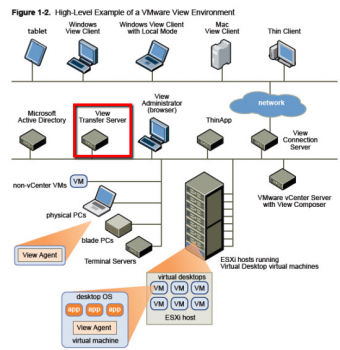 Figure 1-2. High-Level Example of a VMware View Environment
tablet
Windows
View Client
Windows View Client
with Local Mode
Mac
View Client
Thin Client
network
Microsoft
Active Directory
View
Transfer Server
View
Administrator
(browser)
ThinApp
View
Connection
Server
non-vCenter VMs
VM
physical PCs
VMware vCenter Server
with View Composer
blade PCs
View Agent
Terminal Servers
ESXi hosts running
Virtual Desktop virtual machines
virtual desktops
VM VM VM
VM VM VM
ESXi host
desktop OS
app app app
View Agent
virtual machine